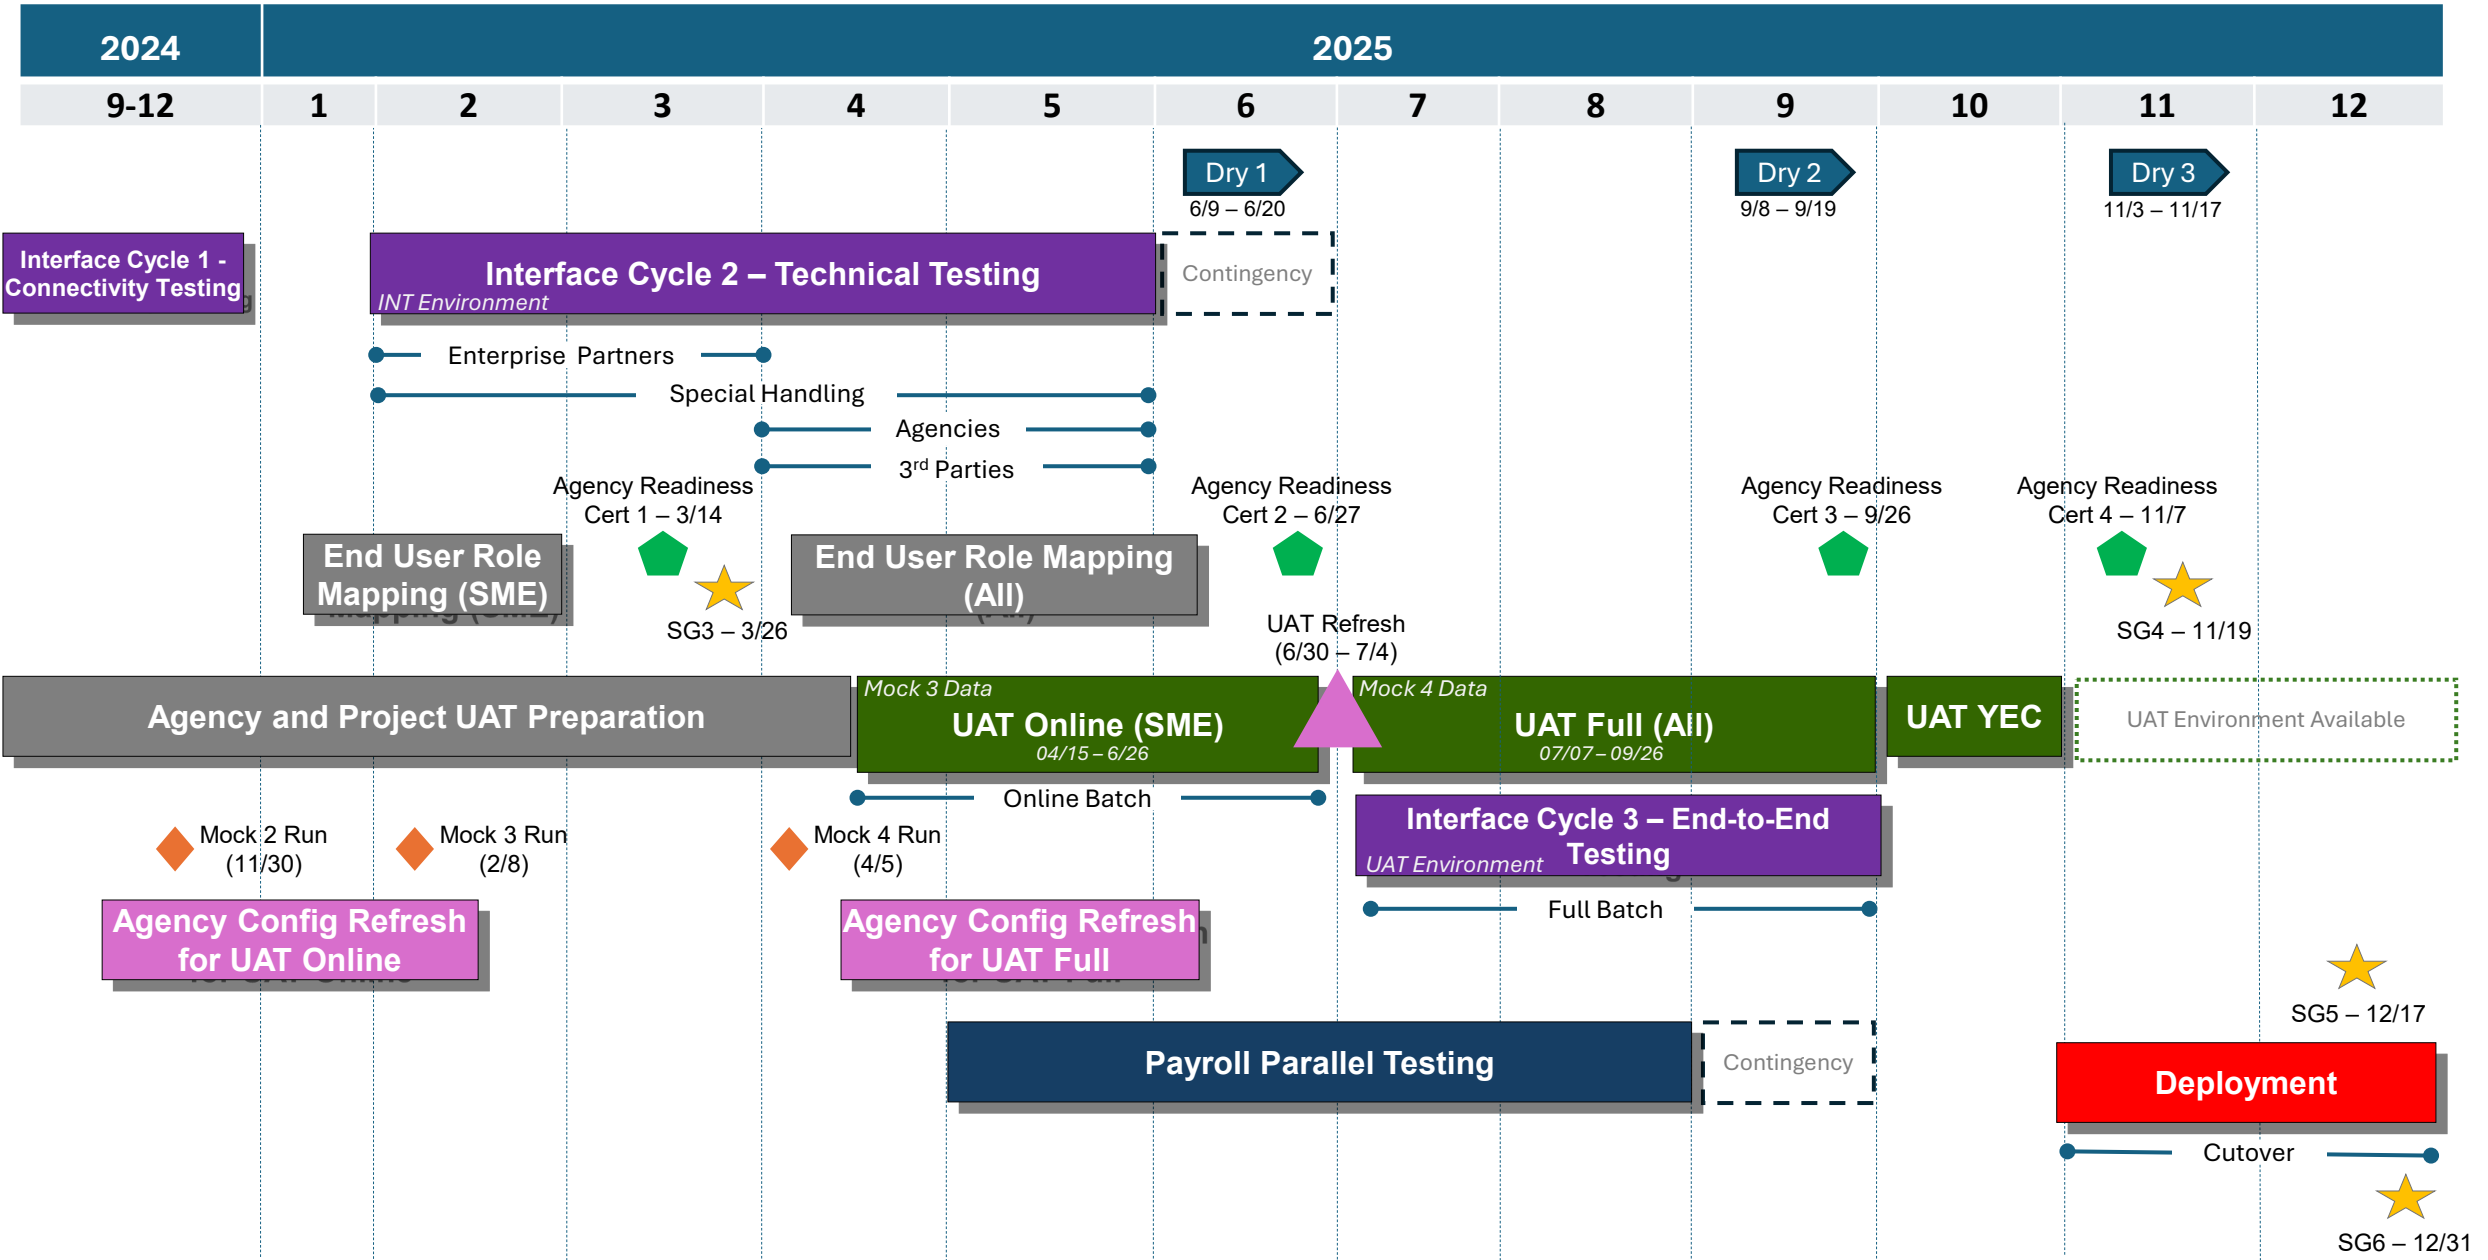 2024
2025
9-12
1
2
3
4
5
6
7
8
9
10
11
12
Dry 1
6/9 – 6/20
Dry 2
9/8 – 9/19
Dry 3
11/3 – 11/17
Interface Cycle 1 -
Connectivity Testing
Interface Cycle 2 – Technical Testing
INT Environment
Contingency
Enterprise Partners
Special Handling
Agencies
3rd Parties
Agency Readiness
Cert 1 – 3/14
Agency Readiness
Cert 2 – 6/27
Agency Readiness
Cert 3 – 9/26
Agency Readiness
Cert 4 – 11/7
End User Role
Mapping (SME)
SG3 – 3/26
End User Role Mapping
(All)
UAT Refresh
(6/30 – 7/4)
SG4 – 11/19
Agency and Project UAT Preparation
Mock 3 Data
UAT Online (SME)
04/15 – 6/26
Mock 4 Data
UAT Full (All)
07/07 – 09/26
UAT YEC
UAT Environment Available
Online Batch
Mock 2 Run
(11/30)
Mock 3 Run
(2/8)
Mock 4 Run
(4/5)
Interface Cycle 3 – End-to-End
Testing
UAT Environment
Agency Config Refresh
for UAT Online
Agency Config Refresh
for UAT Full
Full Batch
SG5 – 12/17
Payroll Parallel Testing
Contingency
Deployment
Cutover
SG6 – 12/31